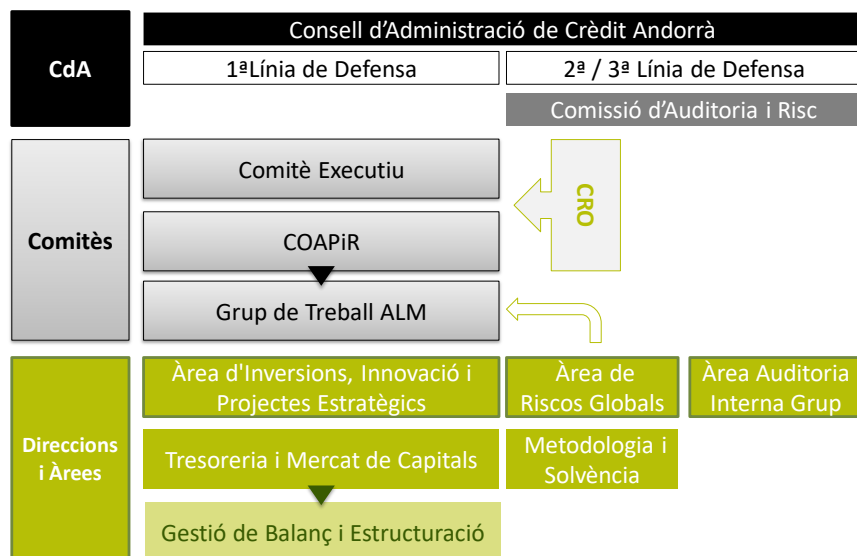 Consell d'Administració de Crèdit Andorrà
CdA
1ªLínia de Defensa
2ª / 3ª Línia de Defensa
Comissió d'Auditoria i Risc
Comitès
Comitè Executiu
CRO
COAPiR
Grup de Treball ALM
Direccions
i Àrees
Àrea d'Inversions, Innovació i
Projectes Estratègics
Àrea de
Riscos Globals
Àrea Auditoria
Interna Grup
Tresoreria i Mercat de Capitals
Metodologia i
Solvència
Gestió de Balanç i Estructuració